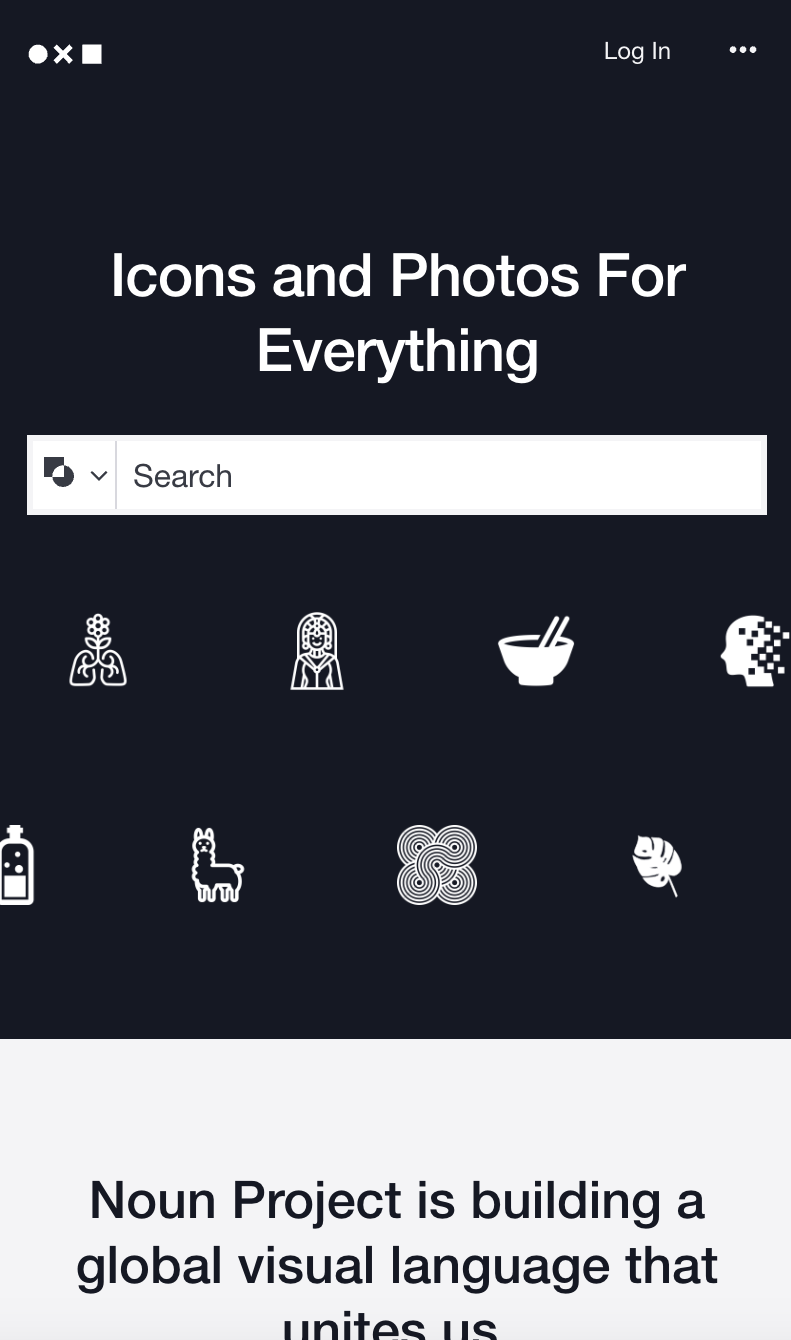 Log In
Icons and Photos For
Everything
Search
Noun Project is building a
global visual language that
unites us